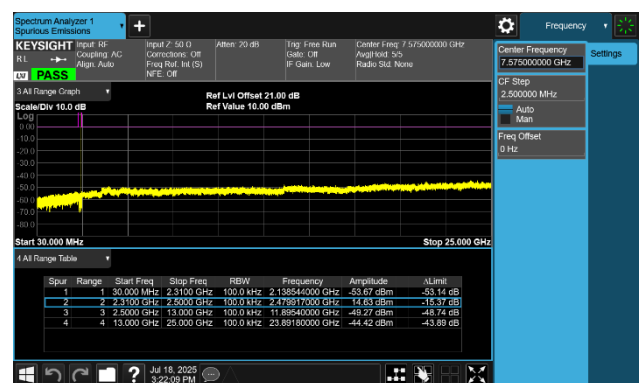 Spectrum Analyzer 1
Spurious Emissions
Frequency
KEYSIGHT
Input: RF
Coupling: AC
Align: Auto
Input Z: 50 Ω
Corrections: Off
Freq Ref: Int (S)
NFE: Off
Atten: 20 dB
Trig: Free Run
Gate: Off
IF Gain: Low
Center Freq: 7.575000000 GHz
Avg|Hold: 5/5
Radio Std: None
R L
LXI
PASS
Center Frequency
7.575000000 GHz
Settings
CF Step
2.500000 MHz
Auto
Man
Freq Offset
0 Hz
3 All Range Graph
Scale/Div 10.0 dB
Ref Lvl Offset 21.00 dB
Ref Value 10.00 dBm
Log
0.00
-10.0
-20.0
-30.0
-40.0
-50.0
-60.0
-70.0
-80.0
Start 30.000 MHz
Stop 25.000 GHz
4 All Range Table
Spur Range Start Freq Stop Freq RBW Frequency Amplitude ΔLimit
1 1 30.000 MHz 2.3100 GHz 100.0 kHz 2.138544000 GHz -53.67 dBm -53.14 dB
2 2 2.3100 GHz 2.5000 GHz 100.0 kHz 2.479917000 GHz 14.63 dBm -15.37 dB
3 3 2.5000 GHz 13.000 GHz 100.0 kHz 11.89540000 GHz -49.27 dBm -48.74 dB
4 4 13.000 GHz 25.000 GHz 100.0 kHz 23.89180000 GHz -44.42 dBm -43.89 dB
Jul 18, 2025
3:22:09 PM